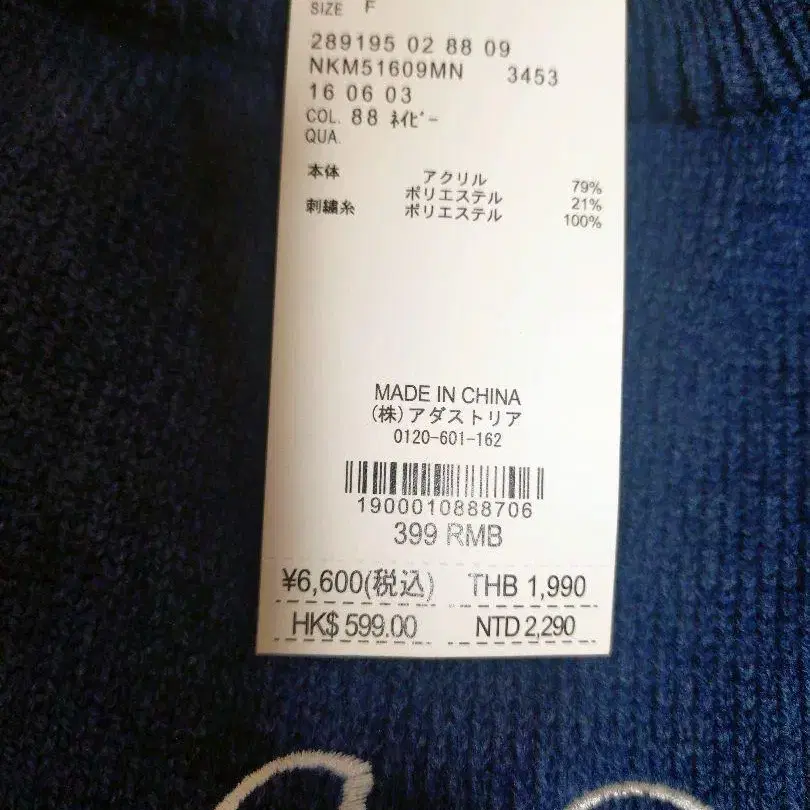 SIZE F
289195 02 88 09
NKM51609MN 3453
16 06 03
COL. 88 ﾈｲﾋﾞｰ
QUA.
本体 アクリル 79%
ポリエステル 21%
刺繍糸 ポリエステル 100%
MADE IN CHINA
(株)アダストリア
0120-601-162
1900010888706
399 RMB
¥6,600(税込) THB 1,990
HK$ 599.00 NTD 2,290